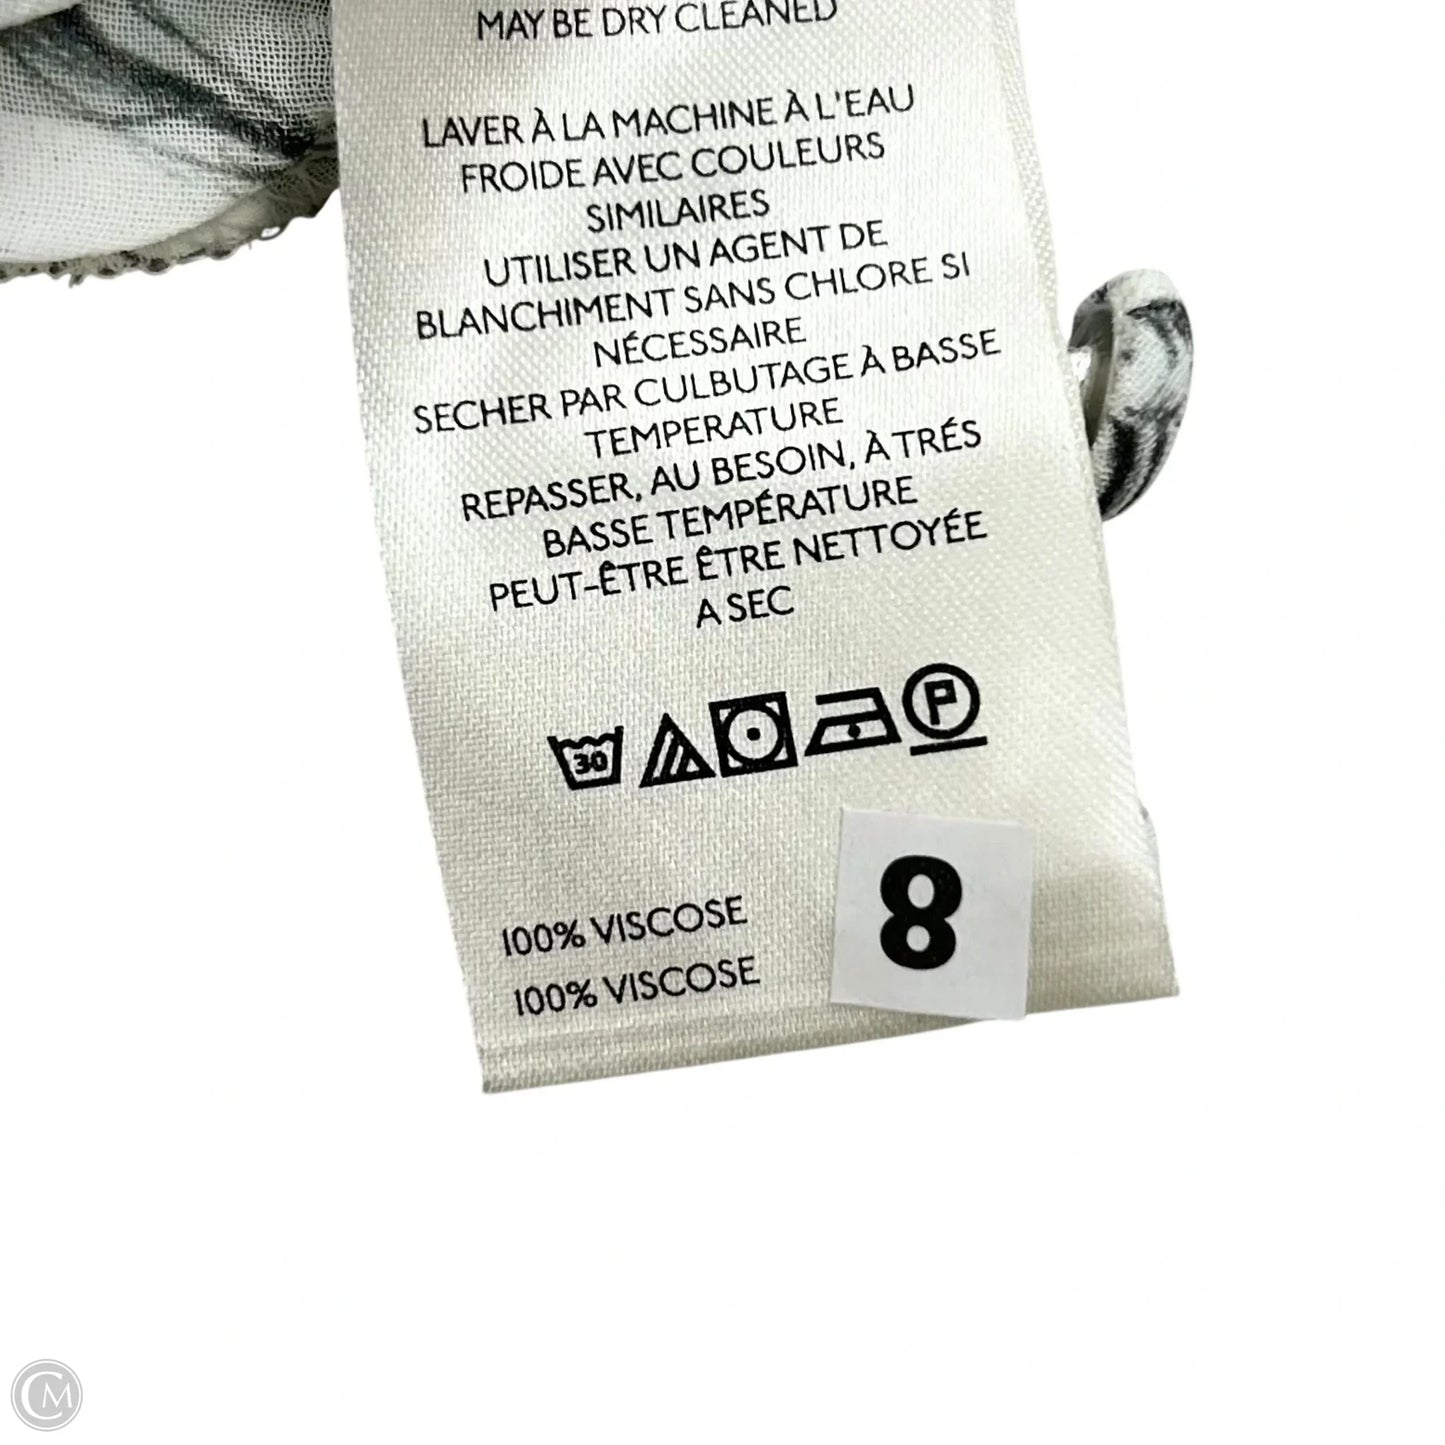 MAY BE DRY CLEANED
LAVER À LA MACHINE À L'EAU
FROIDE AVEC COULEURS
SIMILAIRES
UTILISER UN AGENT DE
BLANCHIMENT SANS CHLORE SI
NÉCESSAIRE
SECHER PAR CULBUTAGE À BASSE
TEMPERATURE
REPASSER, AU BESOIN, À TRÉS
BASSE TEMPÉRATURE
PEUT-ÊTRE ÊTRE NETTOYÉE
A SEC
30 P
8
100% VISCOSE
100% VISCOSE
CM